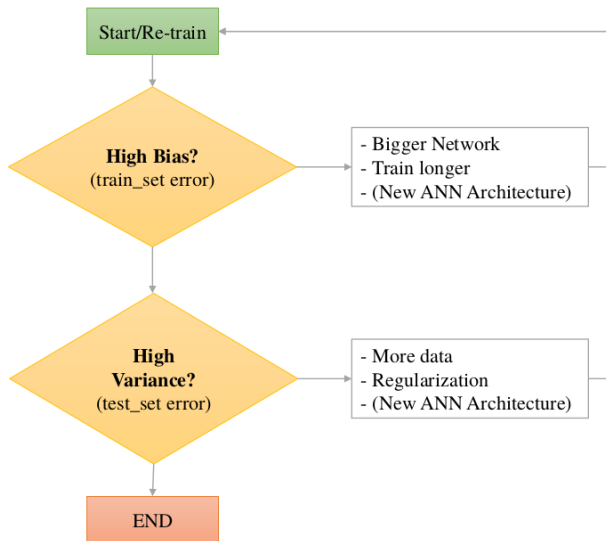 Start/Re-train
High Bias?
(train_set error)
- Bigger Network
- Train longer
- (New ANN Architecture)
High
Variance?
(test_set error)
- More data
- Regularization
- (New ANN Architecture)
END